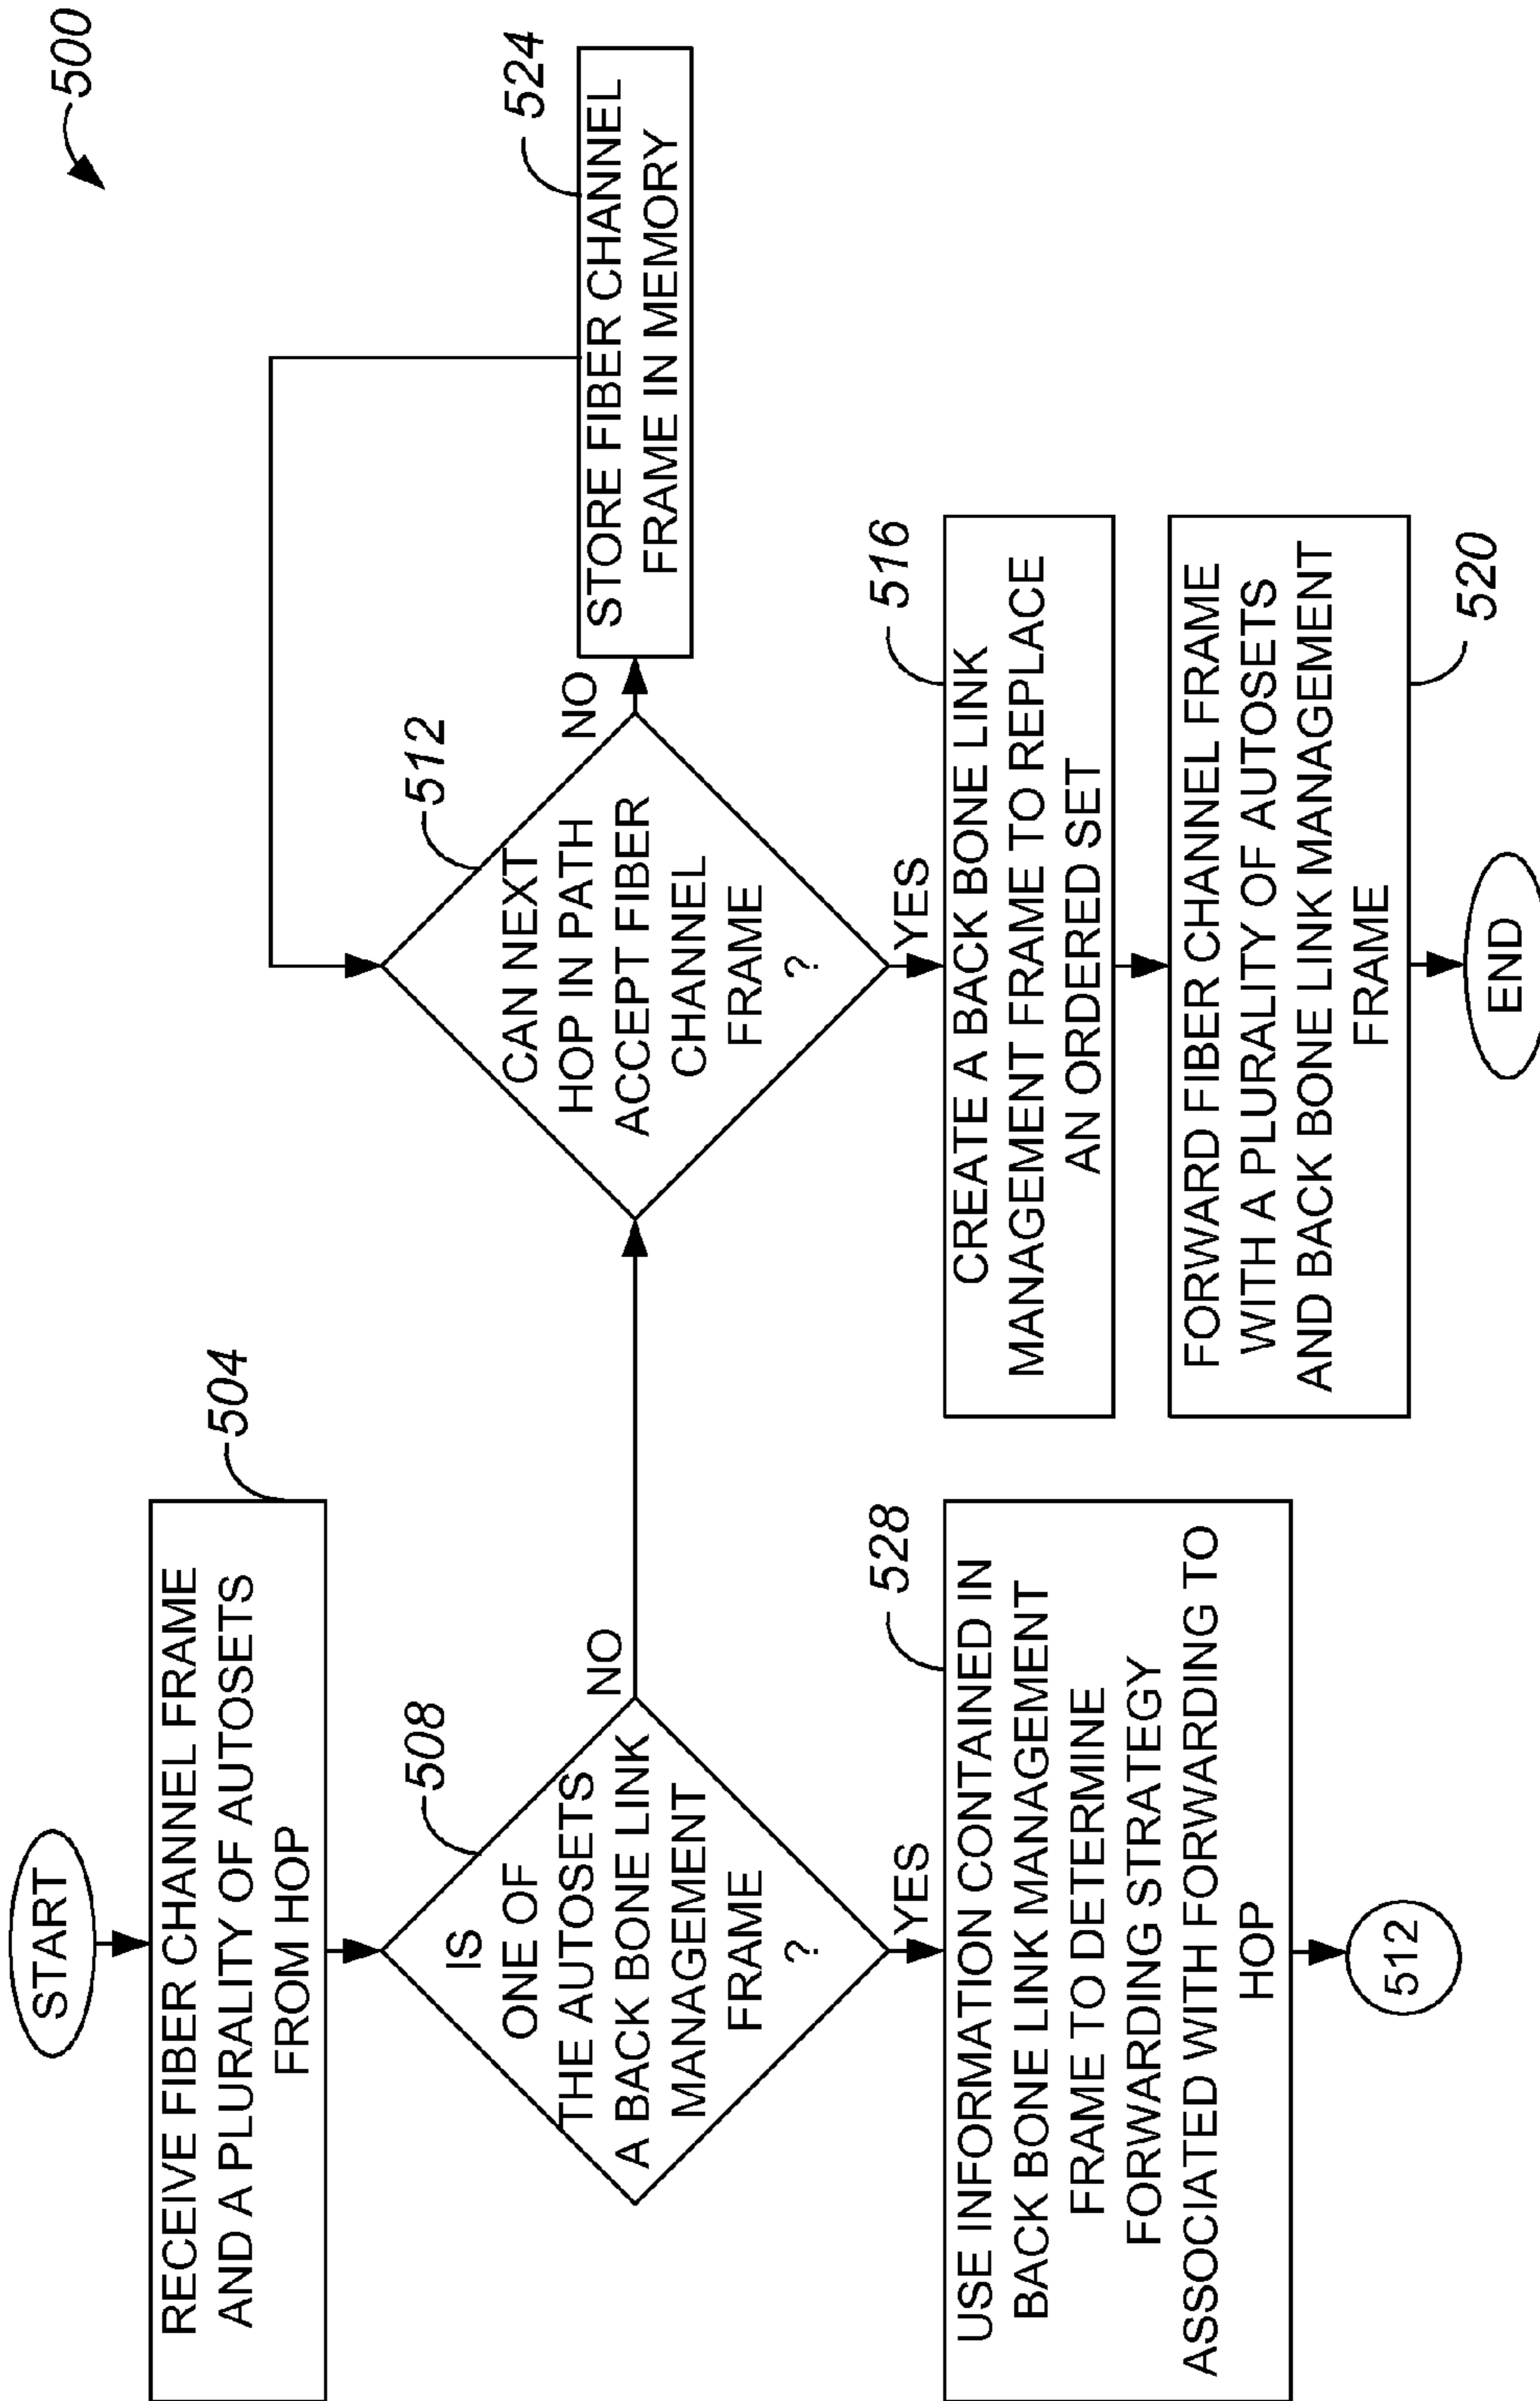 500
START
RECEIVE FIBER CHANNEL FRAME
AND A PLURALITY OF AUTOSETS
FROM HOP
504
IS
ONE OF
THE AUTOSETS
A BACK BONE LINK
MANAGEMENT
FRAME
?
508
NO
YES
USE INFORMATION CONTAINED IN
BACK BONE LINK MANAGEMENT
FRAME TO DETERMINE
FORWARDING STRATEGY
ASSOCIATED WITH FORWARDING TO
HOP
528
512
CAN NEXT
HOP IN PATH
ACCEPT FIBER
CHANNEL
FRAME
?
512
NO
STORE FIBER CHANNEL
FRAME IN MEMORY
524
YES
CREATE A BACK BONE LINK
MANAGEMENT FRAME TO REPLACE
AN ORDERED SET
516
FORWARD FIBER CHANNEL FRAME
WITH A PLURALITY OF AUTOSETS
AND BACK BONE LINK MANAGEMENT
FRAME
520
END